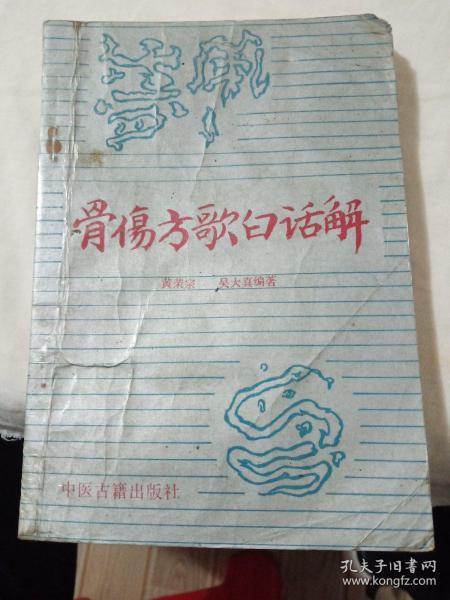 骨傷方歌白话解
黄荣宗 吴大真编著
中医古籍出版社
孔夫子旧书网
www.kongfz.com